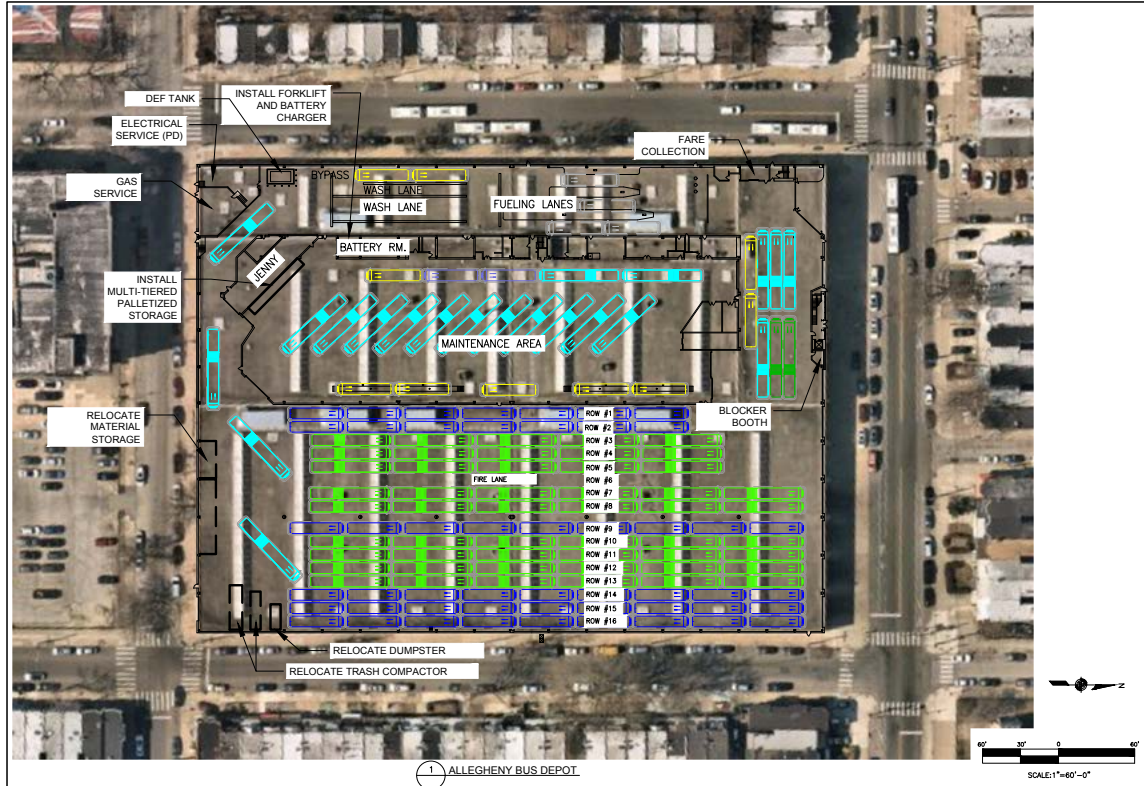 DEF TANK
INSTALL FORKLIFT
AND BATTERY
CHARGER
ELECTRICAL
SERVICE (PD)
FARE
COLLECTION
GAS
SERVICE
BYPASS
WASH LANE
WASH LANE
FUELING LANES
BATTERY RM.
JENNY
INSTALL
MULTI-TIERED
PALLETIZED
STORAGE
MAINTENANCE AREA
RELOCATE
MATERIAL
STORAGE
BLOCKER
BOOTH
ROW #1
ROW #2
ROW #3
ROW #4
ROW #5
FIRE LANE
ROW #6
ROW #7
ROW #8
ROW #9
ROW #10
ROW #11
ROW #12
ROW #13
ROW #14
ROW #15
ROW #16
RELOCATE DUMPSTER
RELOCATE TRASH COMPACTOR
N
60' 30' 0 60'
SCALE:1"=60'-0"
1 ALLEGHENY BUS DEPOT